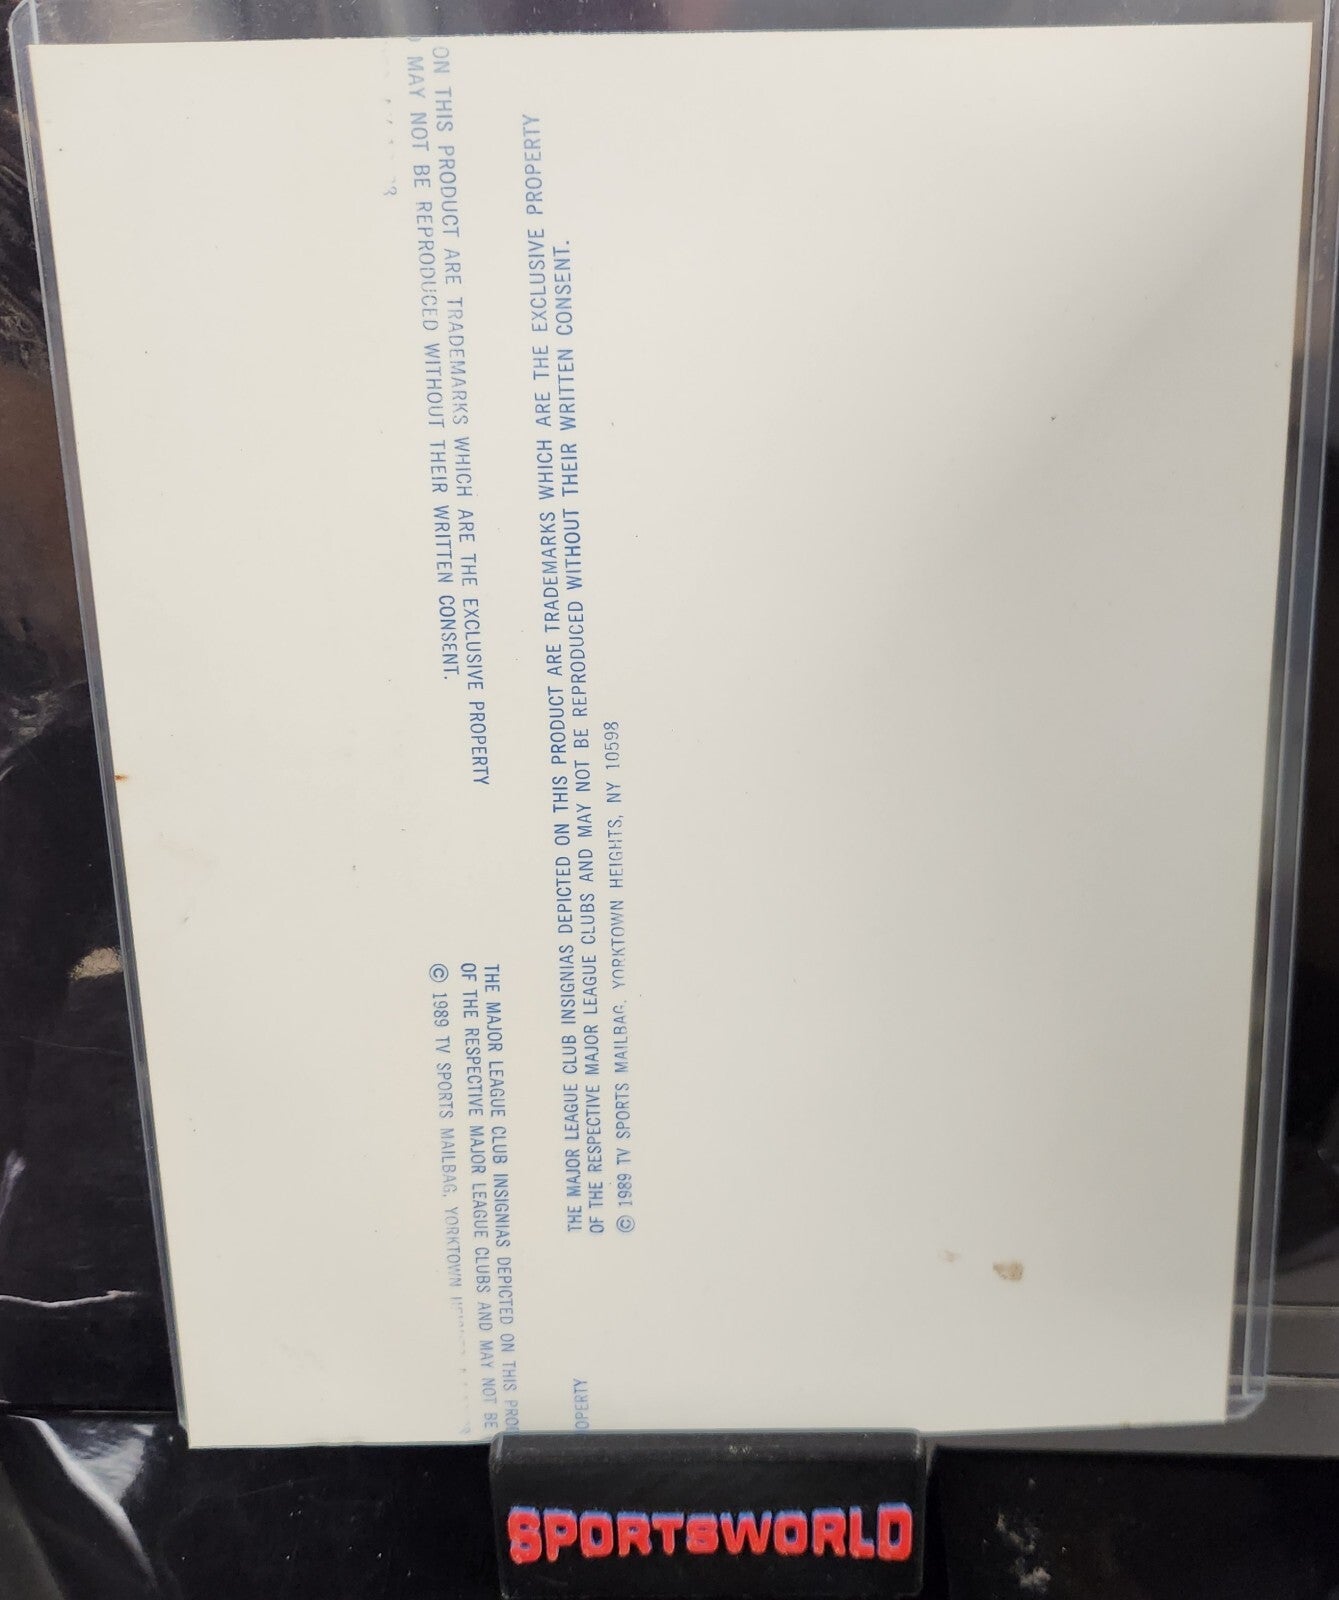 ON THIS PRODUCT ARE TRADEMARKS WHICH ARE THE EXCLUSIVE PROPERTY
MAY NOT BE REPRODUCED WITHOUT THEIR WRITTEN CONSENT.
THE MAJOR LEAGUE CLUB INSIGNIAS DEPICTED ON THIS PRODUCT ARE TRADEMARKS WHICH ARE THE EXCLUSIVE PROPERTY
OF THE RESPECTIVE MAJOR LEAGUE CLUBS AND MAY NOT BE REPRODUCED WITHOUT THEIR WRITTEN CONSENT.
© 1989 TV SPORTS MAILBAG, YORKTOWN HEIGHTS, NY 10598
THE MAJOR LEAGUE CLUB INSIGNIAS DEPICTED ON THIS PRO
OF THE RESPECTIVE MAJOR LEAGUE CLUBS AND MAY NOT BE
© 1989 TV SPORTS MAILBAG, YORKTOWN
OPERTY
SPORTSWORLD